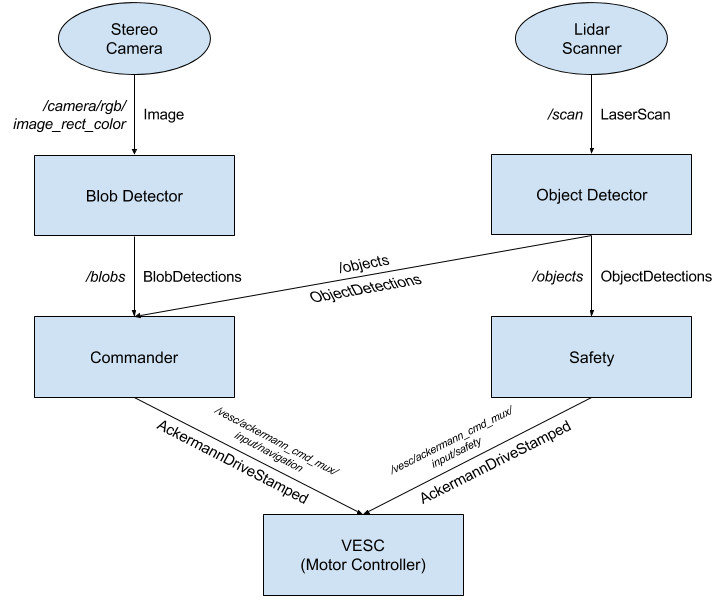 Stereo
Camera
Lidar
Scanner
/camera/rgb/
image_rect_color
Image
/scan
LaserScan
Blob Detector
Object Detector
/blobs
BlobDetections
/objects
ObjectDetections
/objects
ObjectDetections
Commander
Safety
/vesc/ackermann_cmd_mux/
input/navigation
AckermannDriveStamped
/vesc/ackermann_cmd_mux/
input/safety
AckermannDriveStamped
VESC
(Motor Controller)